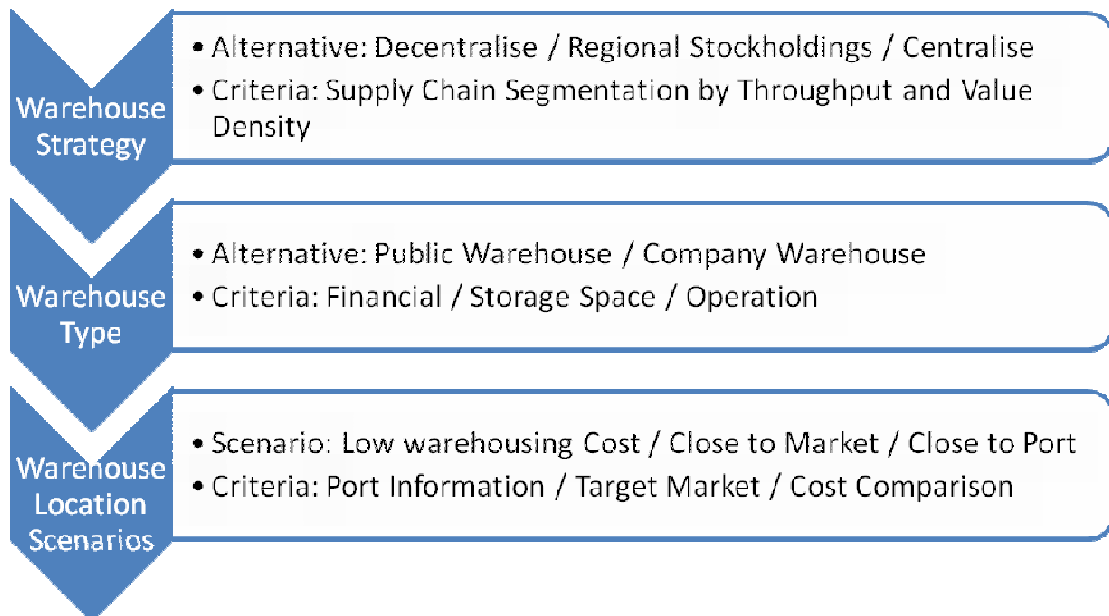 Warehouse
Strategy
• Alternative: Decentralise / Regional Stockholdings / Centralise
• Criteria: Supply Chain Segmentation by Throughput and Value
Density
Warehouse
Type
• Alternative: Public Warehouse / Company Warehouse
• Criteria: Financial / Storage Space / Operation
Warehouse
Location
Scenarios
• Scenario: Low warehousing Cost / Close to Market / Close to Port
• Criteria: Port Information / Target Market / Cost Comparison